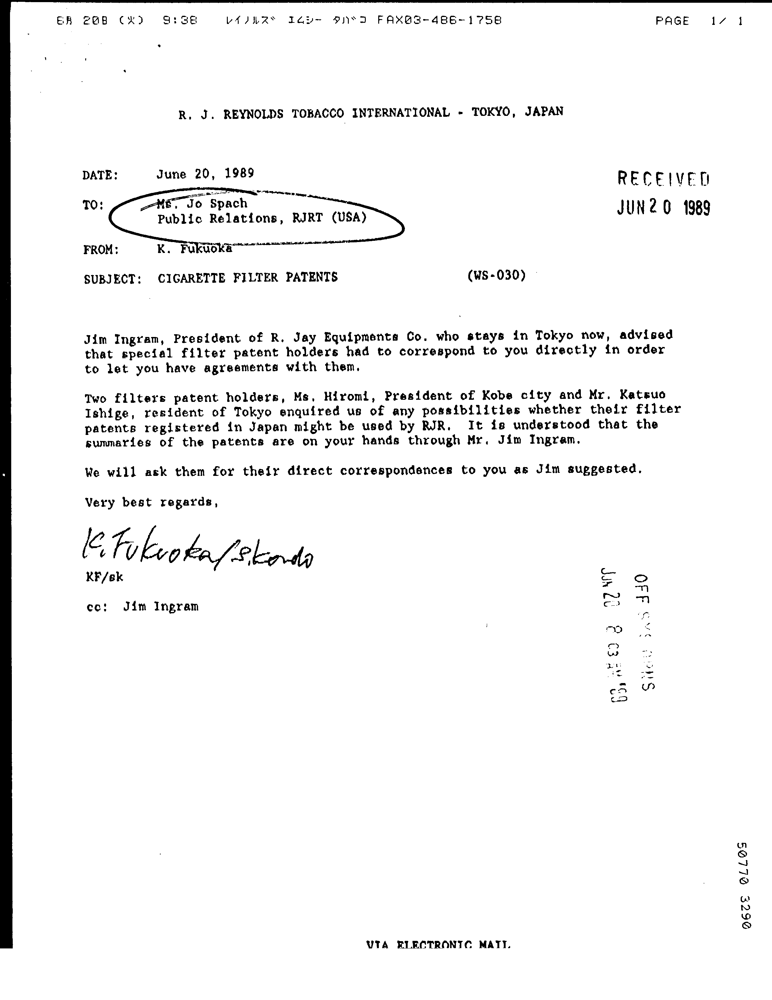 6月 20日 (火) 9:38 レイノルズ エムシー タバコ FAX03-486-1758 PAGE 1/ 1
R. J. REYNOLDS TOBACCO INTERNATIONAL - TOKYO, JAPAN
DATE: June 20, 1989
RECEIVED
JUN 20 1989
TO: Ms. Jo Spach
Public Relations, RJRT (USA)
FROM: K. Fukuoka
SUBJECT: CIGARETTE FILTER PATENTS (WS-030)
Jim Ingram, President of R. Jay Equipments Co. who stays in Tokyo now, advised
that special filter patent holders had to correspond to you directly in order
to let you have agreements with them.
Two filters patent holders, Ms. Hiromi, President of Kobe city and Mr. Katsuo
Ishige, resident of Tokyo enquired us of any possibilities whether their filter
patents registered in Japan might be used by RJR. It is understood that the
summaries of the patents are on your hands through Mr. Jim Ingram.
We will ask them for their direct correspondences to you as Jim suggested.
Very best regards,
K. Fukuoka/S. Kondo
KF/sk
cc: Jim Ingram
OFF SVS
JUN 20 8 03 AM '89
50770 3290
VIA ELECTRONIC MAIL